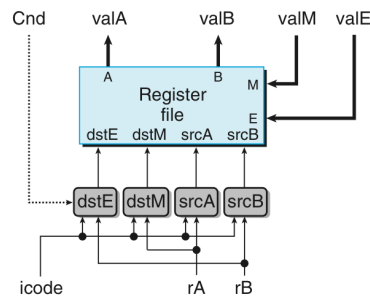 Cnd valA valB valM valE
A B
M
Register
file
E
dstE dstM srcA srcB
dstE dstM srcA srcB
icode rA rB